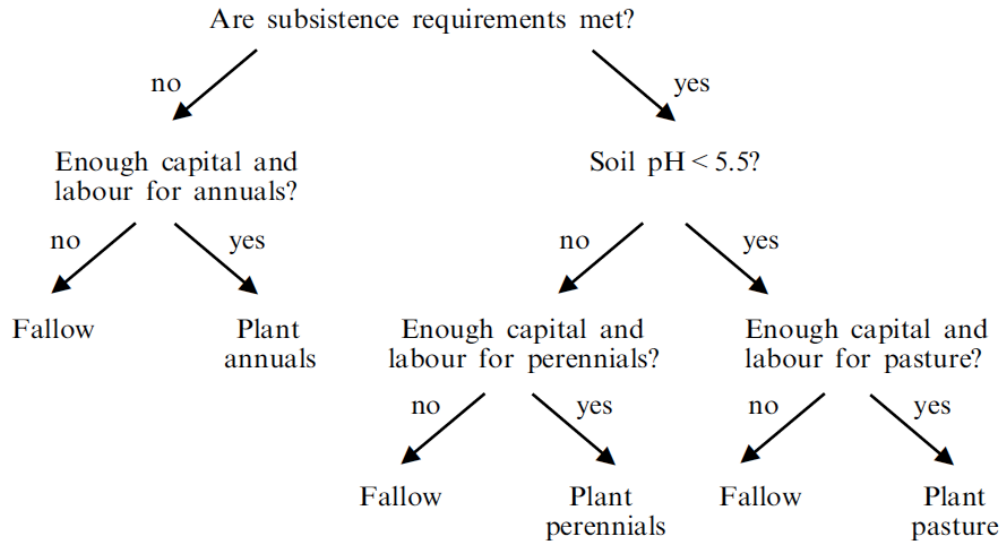 Are subsistence requirements met?
no
yes
Enough capital and
labour for annuals?
Soil pH < 5.5?
no
yes
no
yes
Fallow
Plant
annuals
Enough capital and
labour for perennials?
Enough capital and
labour for pasture?
no
yes
no
yes
Fallow
Plant
perennials
Fallow
Plant
pasture